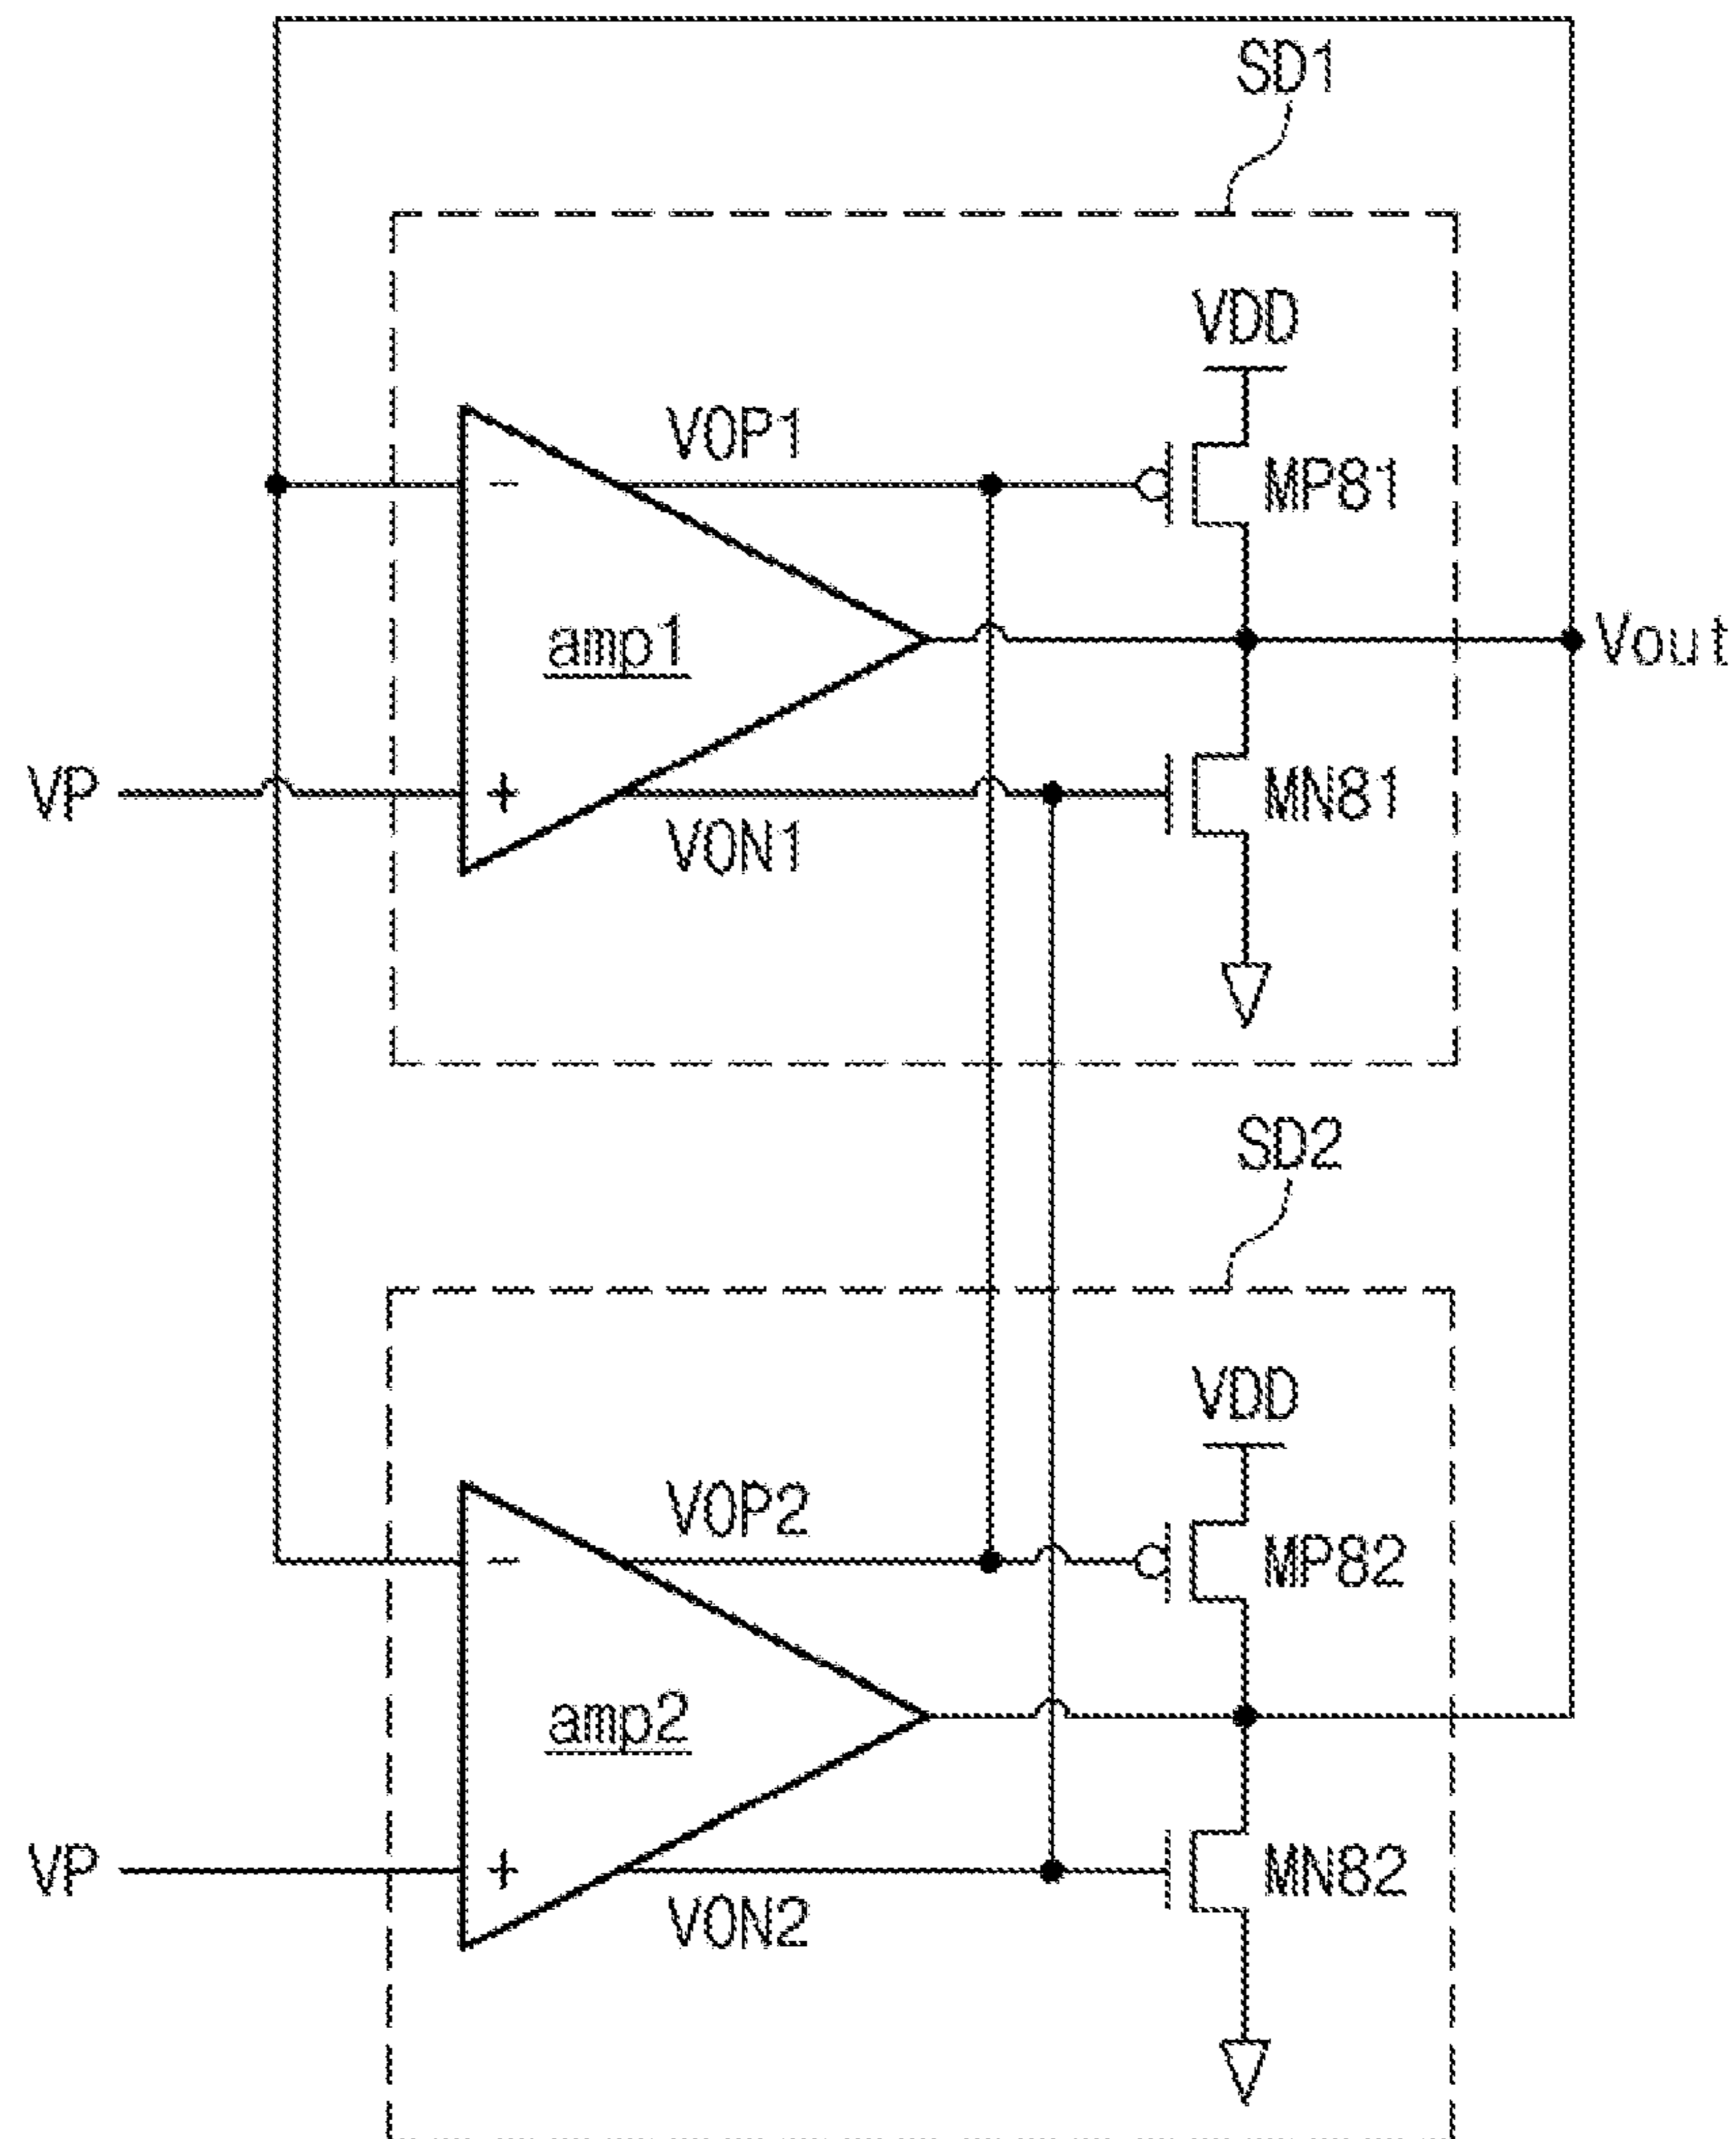 SD1
VDD
VOP1
MP81
-
amp1
Vout
VP
+
MN81
VON1
SD2
VDD
VOP2
MP82
-
amp2
VP
+
MN82
VON2